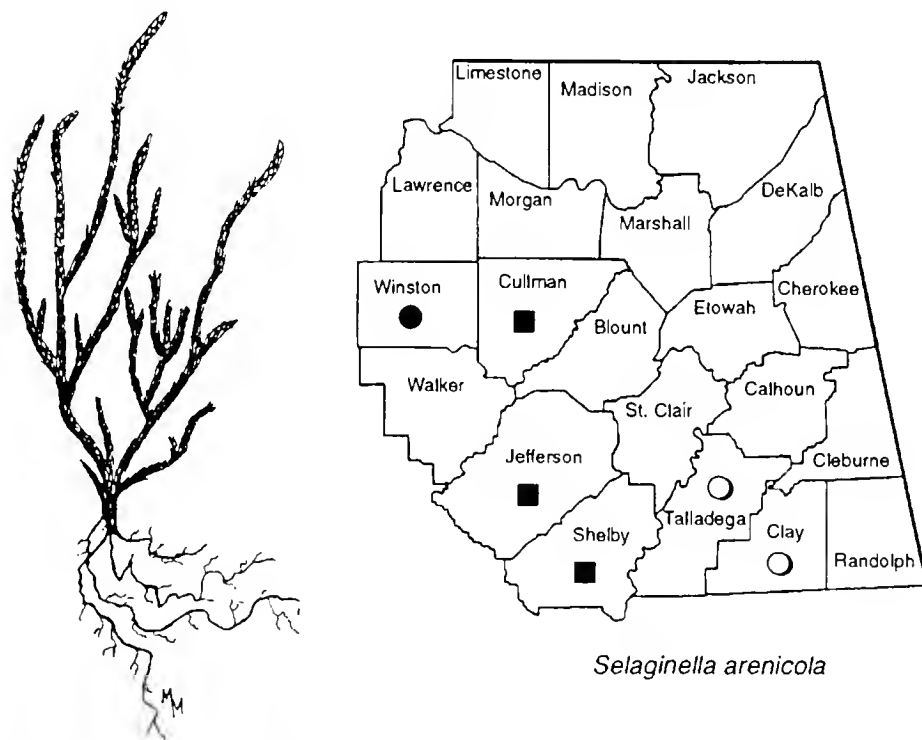 Limestone
Madison
Jackson
Lawrence
Morgan
Marshall
DeKalb
Winston
Cullman
Blount
Etowah
Cherokee
Walker
St. Clair
Calhoun
Jefferson
Cleburne
Talladega
Shelby
Clay
Randolph
Selaginella arenicola
MM